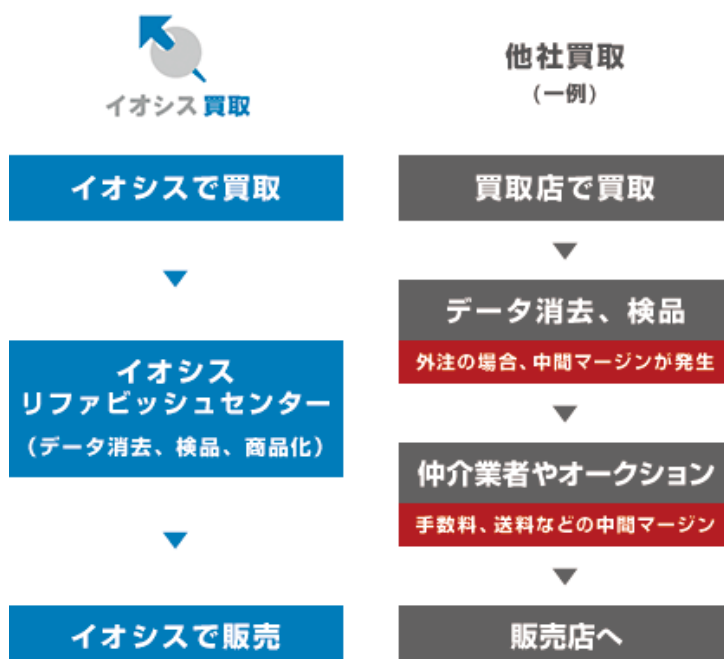 イオシス買取
イオシスで買取
イオシス
リファビッシュセンター
（データ消去、検品、商品化）
イオシスで販売
他社買取
（一例）
買取店で買取
データ消去、検品
外注の場合、中間マージンが発生
仲介業者やオークション
手数料、送料などの中間マージン
販売店へ